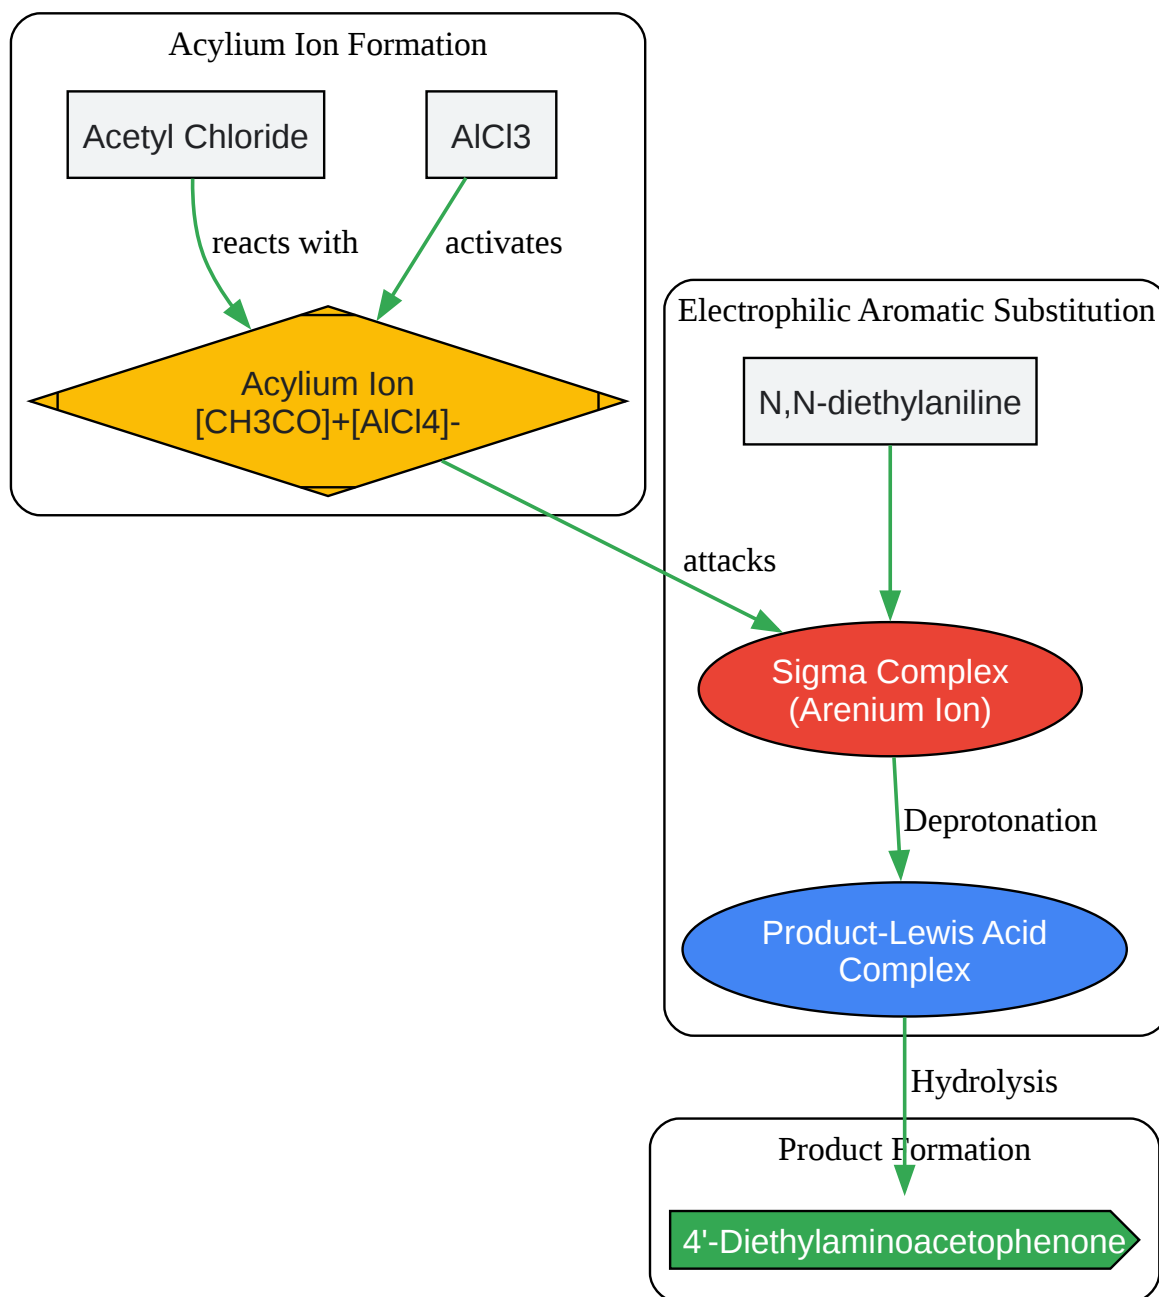 Acylium Ion Formation
Acetyl Chloride
AlCl3
reacts with
activates
Acylium Ion
[CH3CO]+[AlCl4]-
Electrophilic Aromatic Substitution
N,N-diethylaniline
attacks
Sigma Complex
(Arenium Ion)
Deprotonation
Product-Lewis Acid
Complex
Hydrolysis
Product Formation
4'-Diethylaminoacetophenone